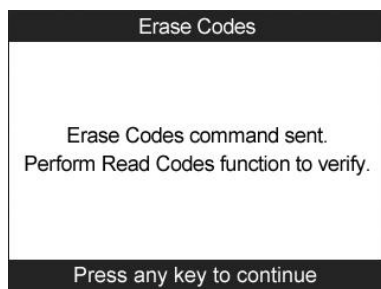 Erase Codes
Erase Codes command sent.
Perform Read Codes function to verify.
Press any key to continue